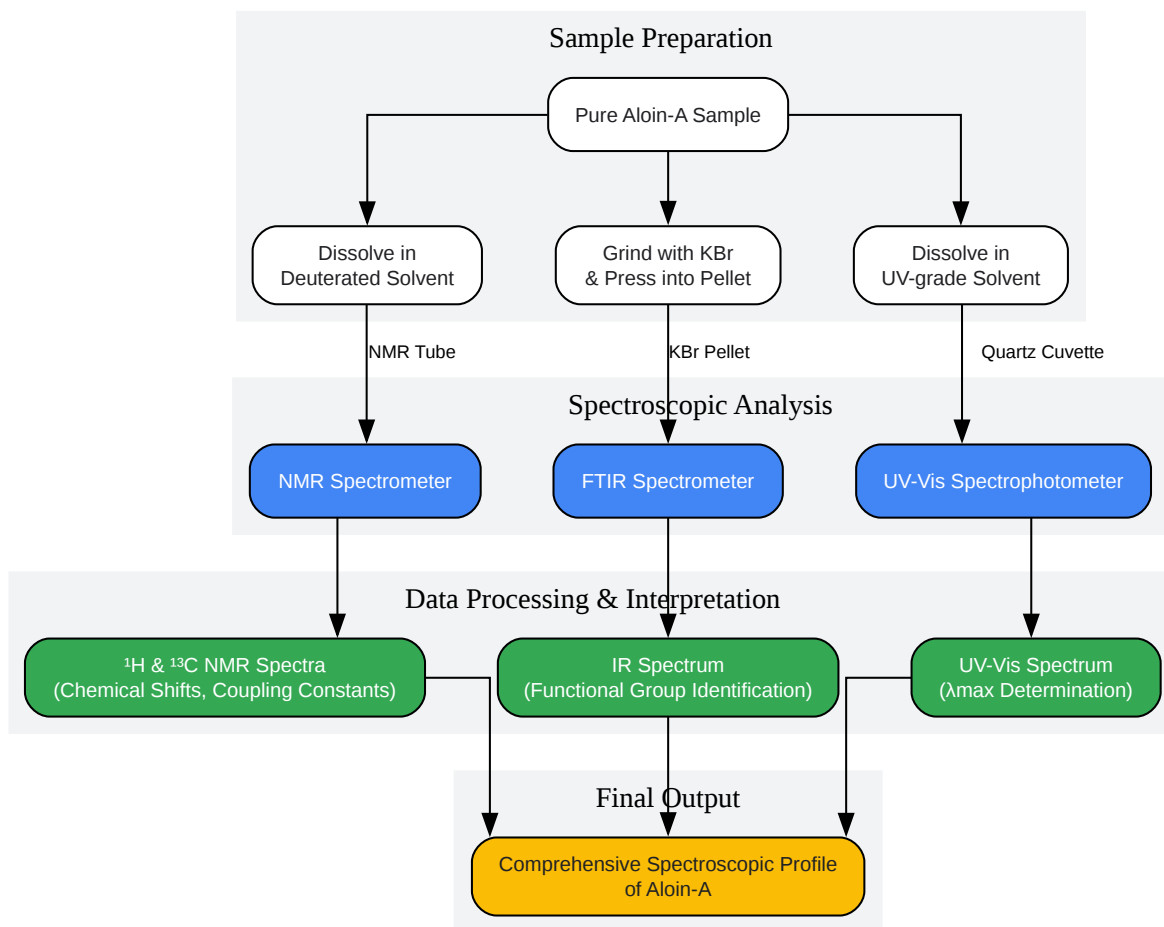 Sample Preparation
Pure Aloin-A Sample
Dissolve in
Deuterated Solvent
Grind with KBr
& Press into Pellet
Dissolve in
UV-grade Solvent
NMR Tube
KBr Pellet
Quartz Cuvette
Spectroscopic Analysis
NMR Spectrometer
FTIR Spectrometer
UV-Vis Spectrophotometer
Data Processing & Interpretation
¹H & ¹³C NMR Spectra
(Chemical Shifts, Coupling Constants)
IR Spectrum
(Functional Group Identification)
UV-Vis Spectrum
(λmax Determination)
Final Output
Comprehensive Spectroscopic Profile
of Aloin-A